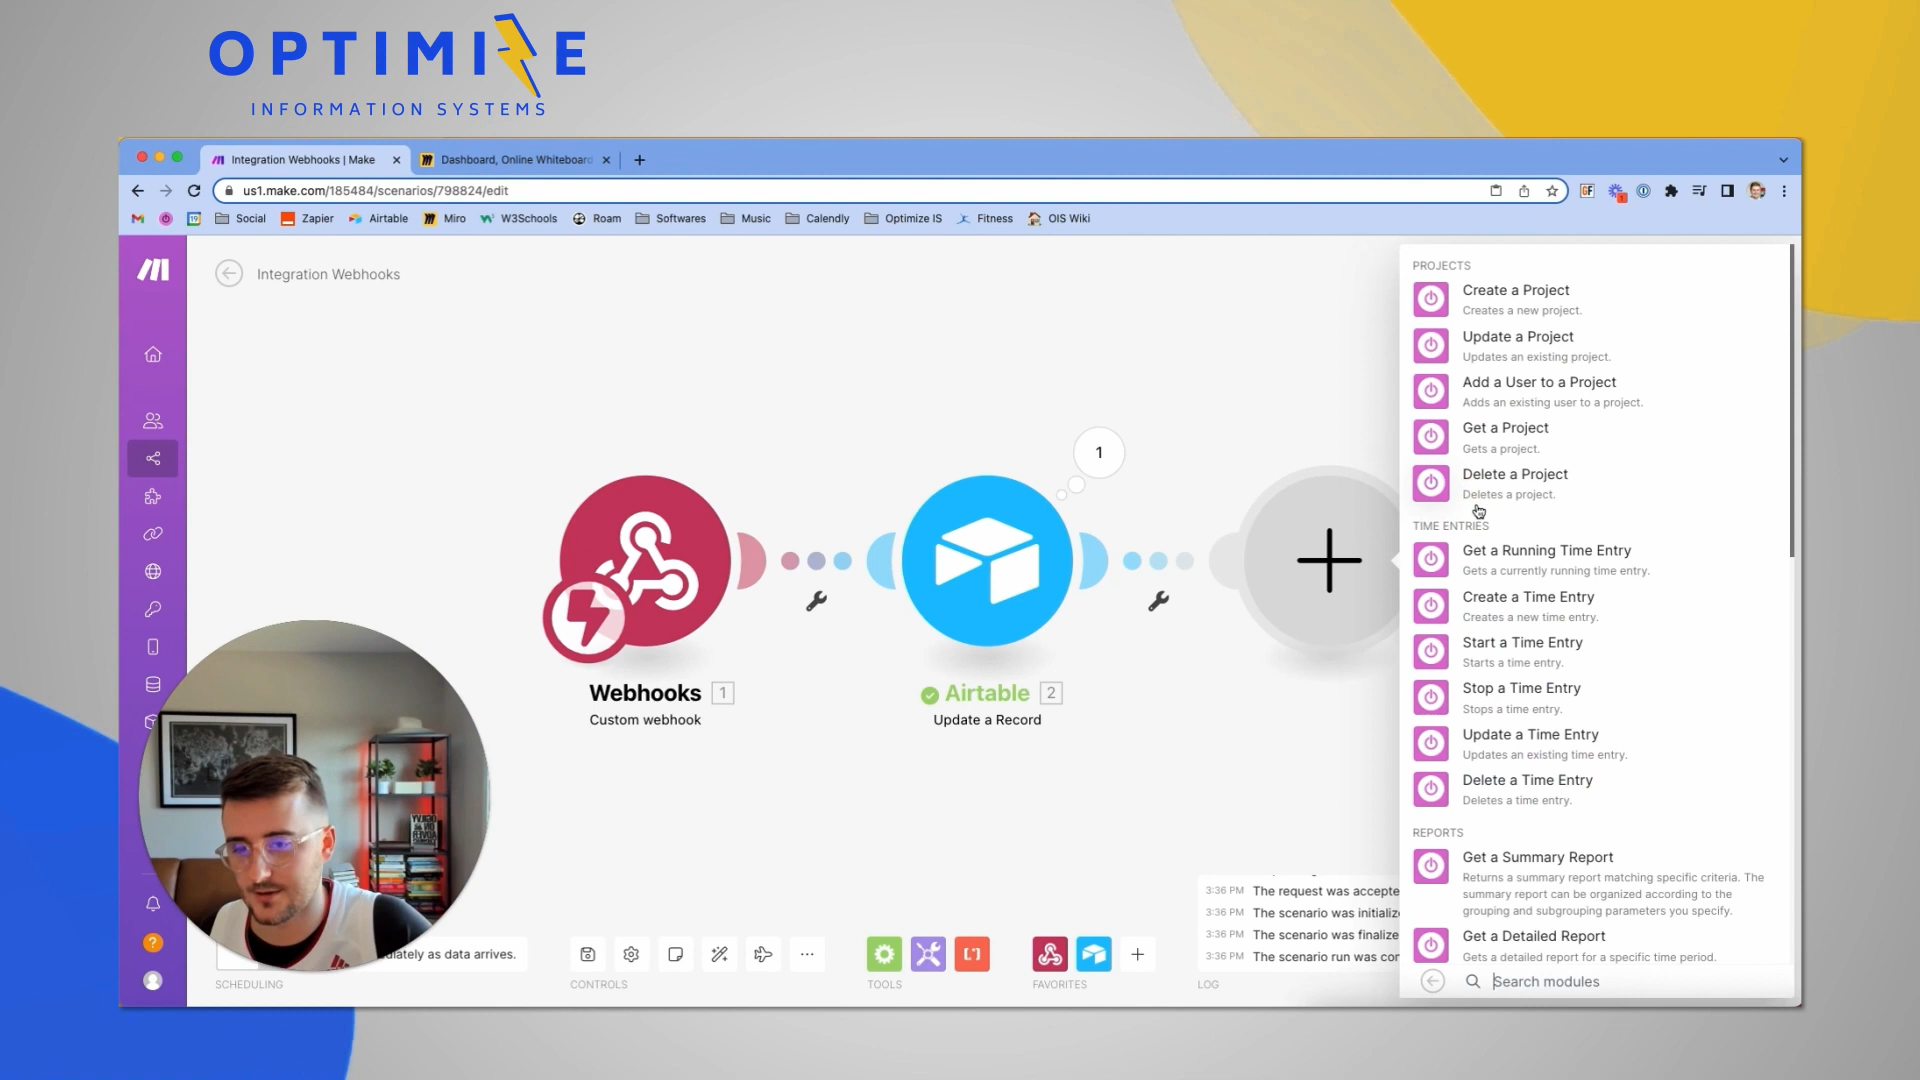 OPTIMIZE
INFORMATION SYSTEMS
Integration Webhooks | Make
Dashboard, Online Whiteboard
us1.make.com/185484/scenarios/798824/edit
GF
1
19
Social
Zapier
Airtable
Miro
W3Schools
Roam
Softwares
Music
Calendly
Optimize IS
Fitness
OIS Wiki
Integration Webhooks
1
Webhooks 1
Custom webhook
Airtable 2
Update a Record
PROJECTS
Create a Project
Creates a new project.
Update a Project
Updates an existing project.
Add a User to a Project
Adds an existing user to a project.
Get a Project
Gets a project.
Delete a Project
Deletes a project.
TIME ENTRIES
Get a Running Time Entry
Gets a currently running time entry.
Create a Time Entry
Creates a new time entry.
Start a Time Entry
Starts a time entry.
Stop a Time Entry
Stops a time entry.
Update a Time Entry
Updates an existing time entry.
Delete a Time Entry
Deletes a time entry.
REPORTS
Get a Summary Report
Returns a summary report matching specific criteria. The
summary report can be organized according to the
grouping and subgrouping parameters you specify.
Get a Detailed Report
Gets a detailed report for a specific time period.
Search modules
3:36 PM The request was accepte
3:36 PM The scenario was initializ
3:36 PM The scenario was finalize
3:36 PM The scenario run was cor
diately as data arrives.
?
SCHEDULING
CONTROLS
TOOLS
FAVORITES
LOG